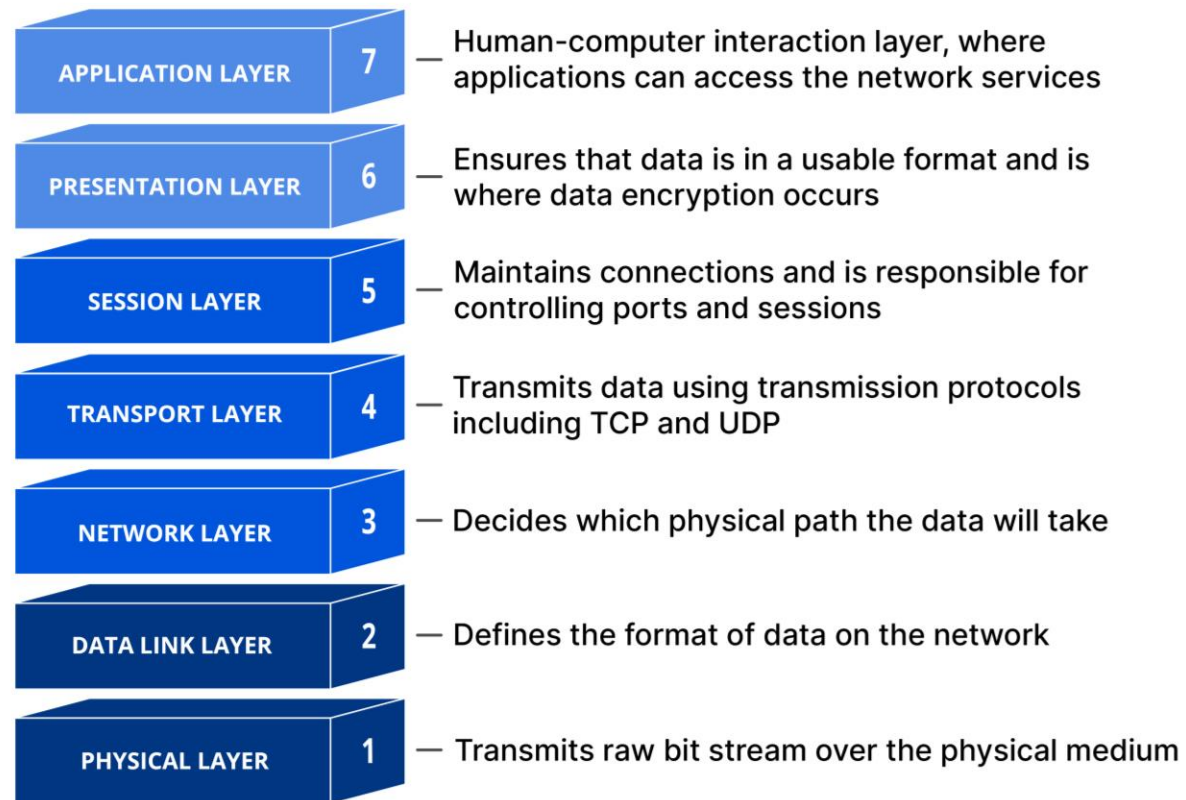 APPLICATION LAYER 7
Human-computer interaction layer, where
applications can access the network services
PRESENTATION LAYER 6
Ensures that data is in a usable format and is
where data encryption occurs
SESSION LAYER 5
Maintains connections and is responsible for
controlling ports and sessions
TRANSPORT LAYER 4
Transmits data using transmission protocols
including TCP and UDP
NETWORK LAYER 3
Decides which physical path the data will take
DATA LINK LAYER 2
Defines the format of data on the network
PHYSICAL LAYER 1
Transmits raw bit stream over the physical medium